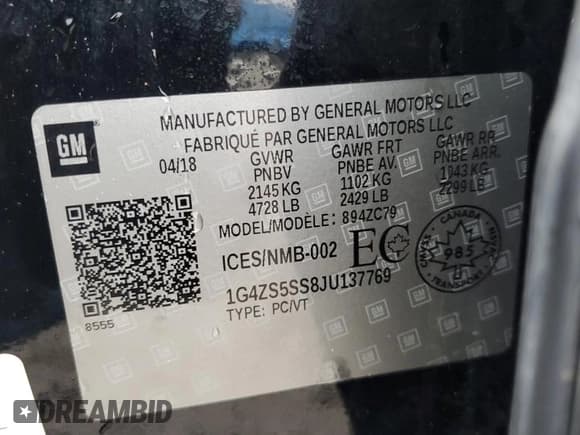 MANUFACTURED BY GENERAL MOTORS LLC
FABRIQUÉ PAR GENERAL MOTORS LLC
GM
04/18 GVWR GAWR FRT GAWR RR
PNBV PNBE AV. PNBE ARR.
2145 KG 1102 KG 1043 KG
4728 LB 2429 LB 2299 LB
MODEL/MODÈLE: 894ZC79
ICES/NMB-002 EC
CANADA
985
1G4ZS5SS8JU137769
TYPE: PC/VT
8555
DREAMBID